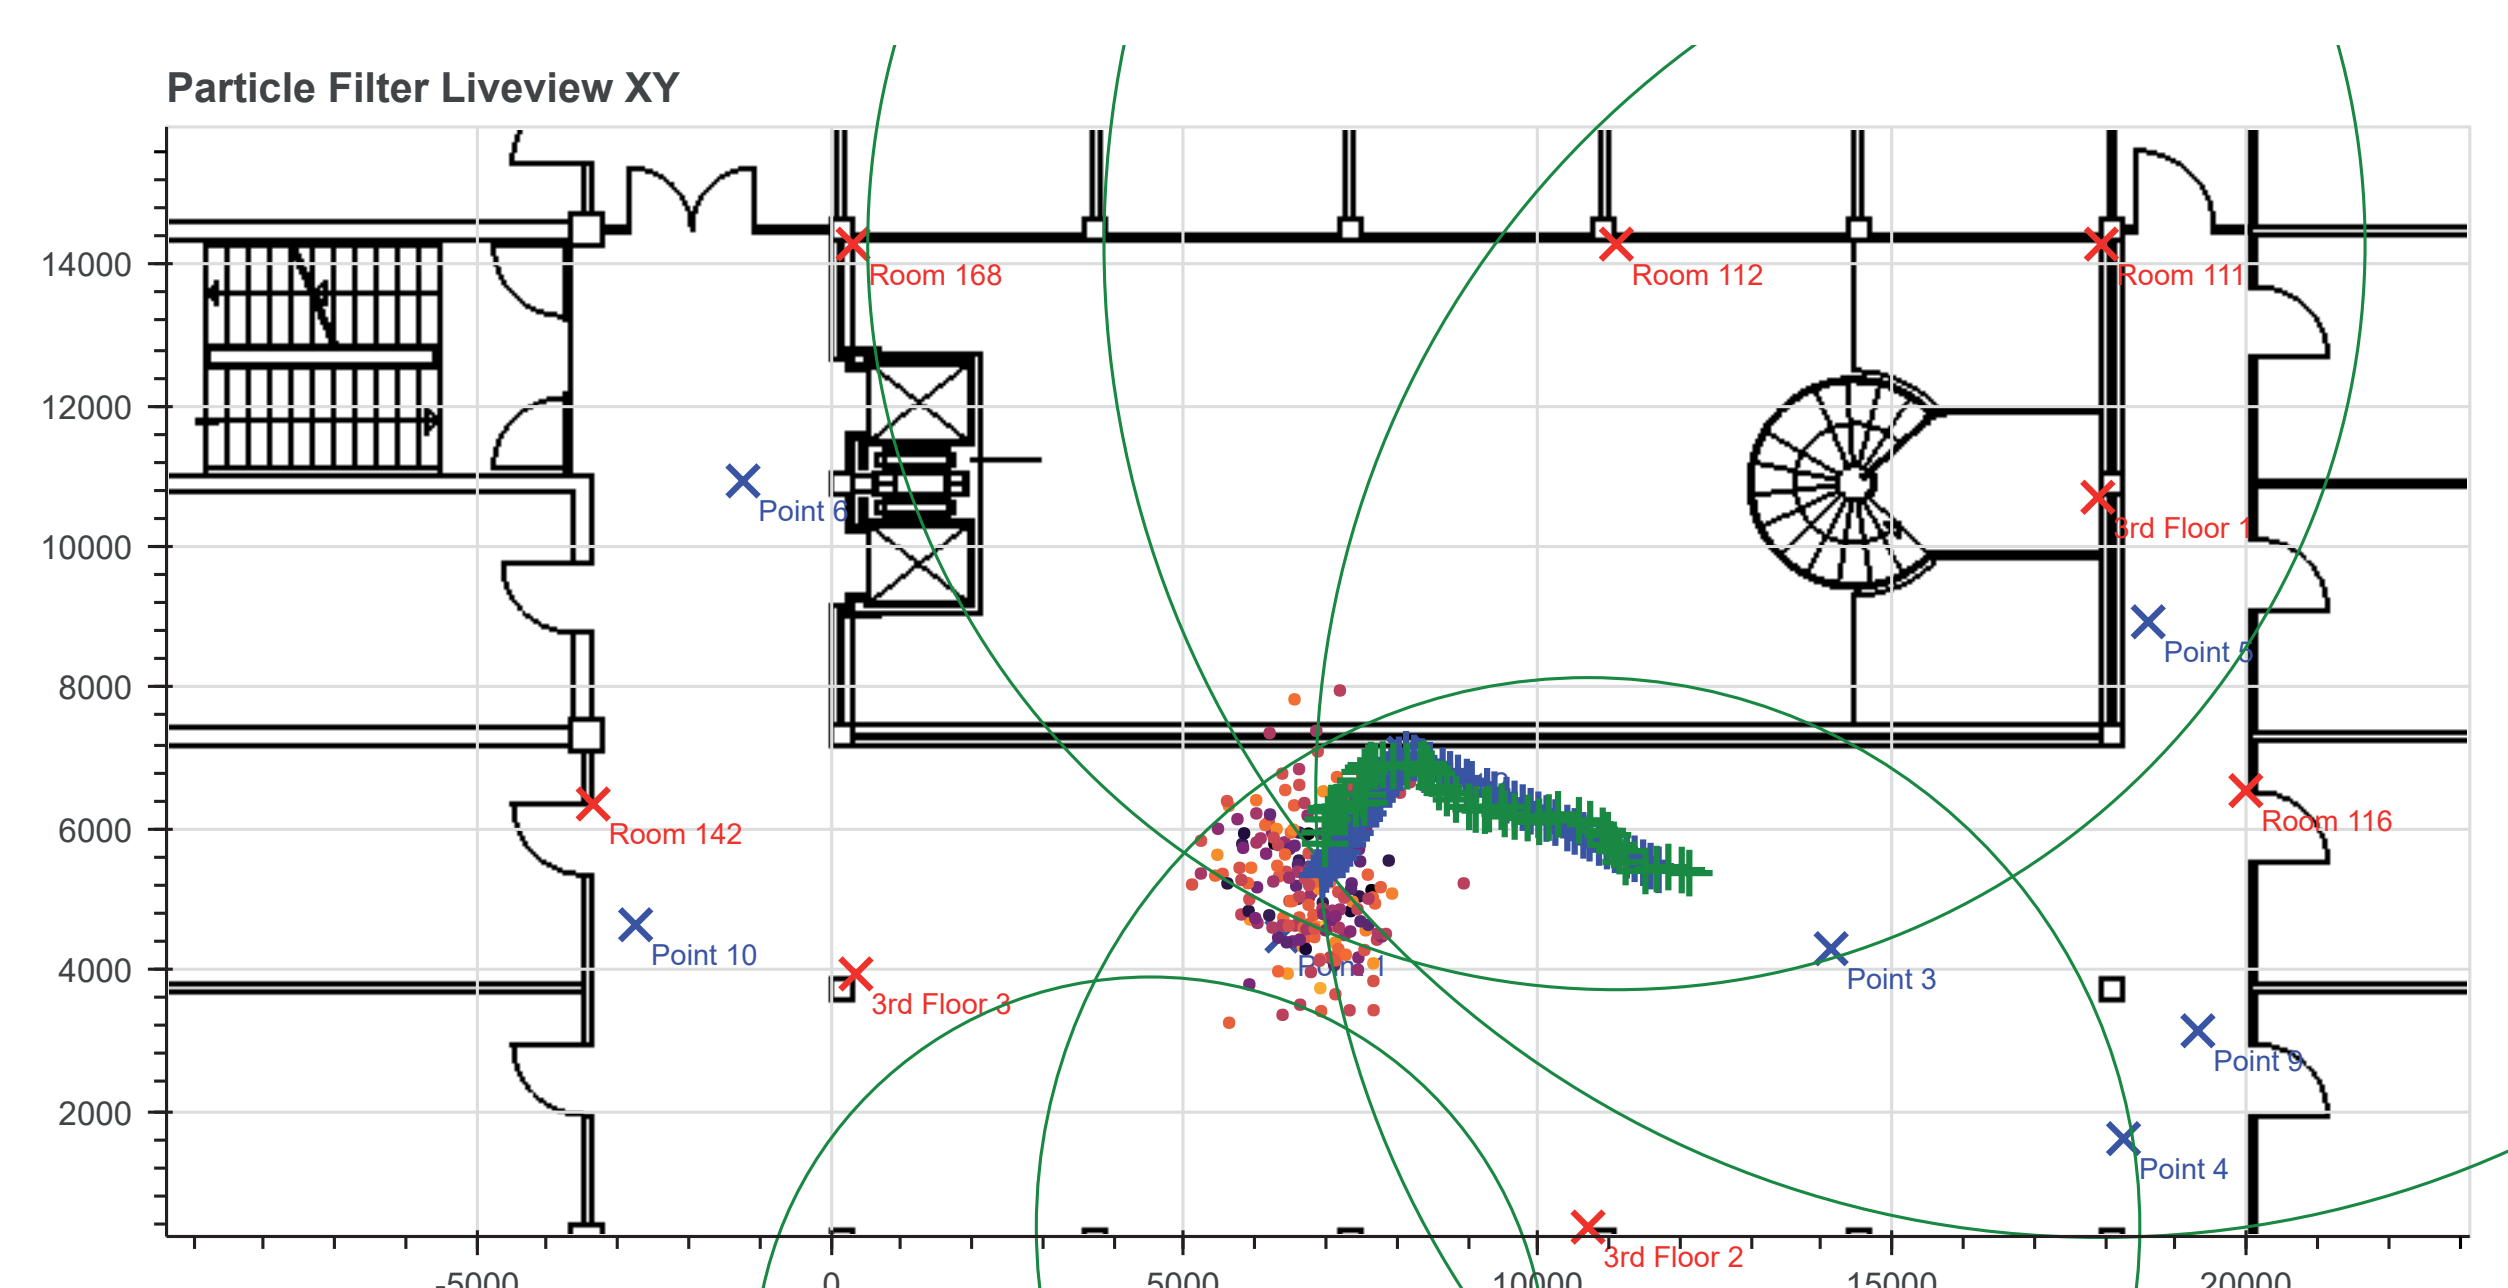 Particle Filter Liveview XY
14000
12000
10000
8000
6000
4000
2000
Room 168
Room 112
Room 111
Point 6
3rd Floor 1
Point 5
Room 142
Room 116
Point 10
Point 1
Point 3
3rd Floor 3
Point 9
Point 4
3rd Floor 2
-5000
0
5000
10000
15000
20000